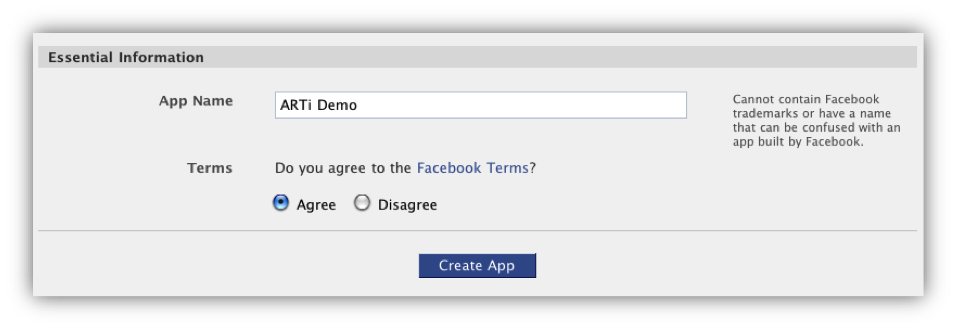 Essential Information
App Name
ARTi Demo
Cannot contain Facebook
trademarks or have a name
that can be confused with an
app built by Facebook.
Terms
Do you agree to the Facebook Terms?
Agree Disagree
Create App